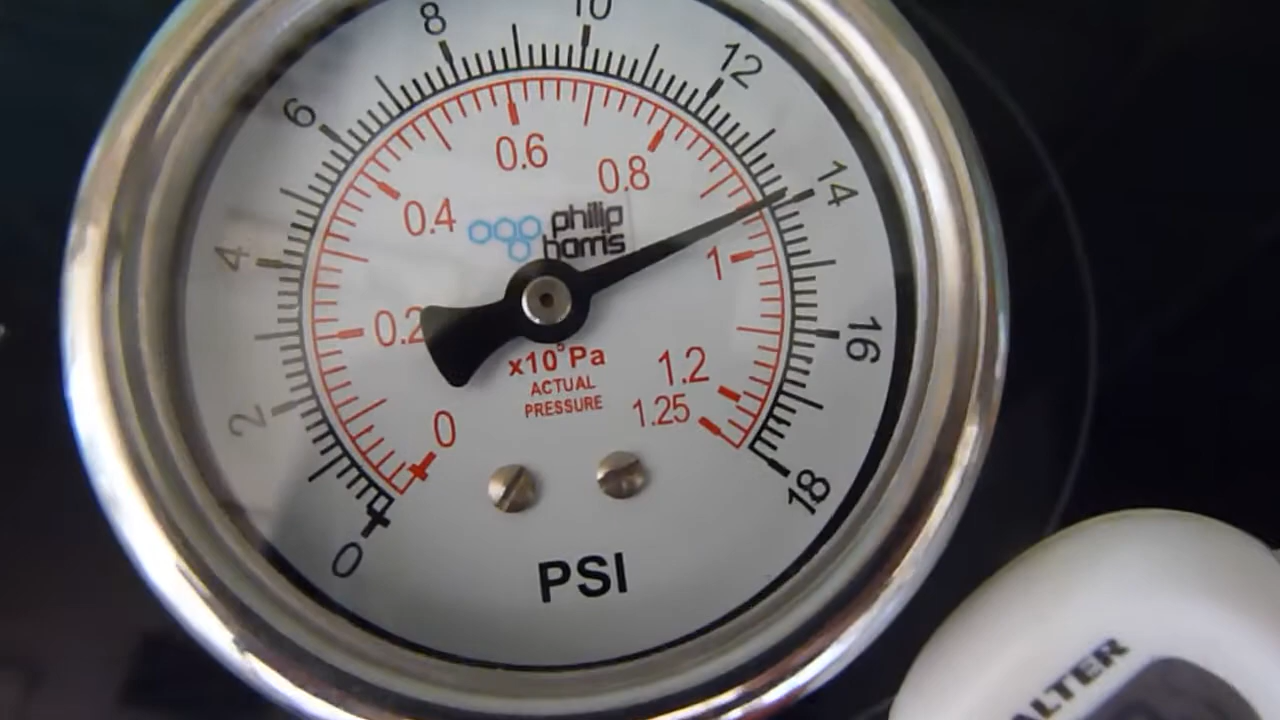 8
10
12
6
0.6
0.8
14
0.4
philip
harris
4
1
0.2
x10⁵Pa
16
ACTUAL
1.2
PRESSURE
1.25
2
0
18
0
PSI
ALTER